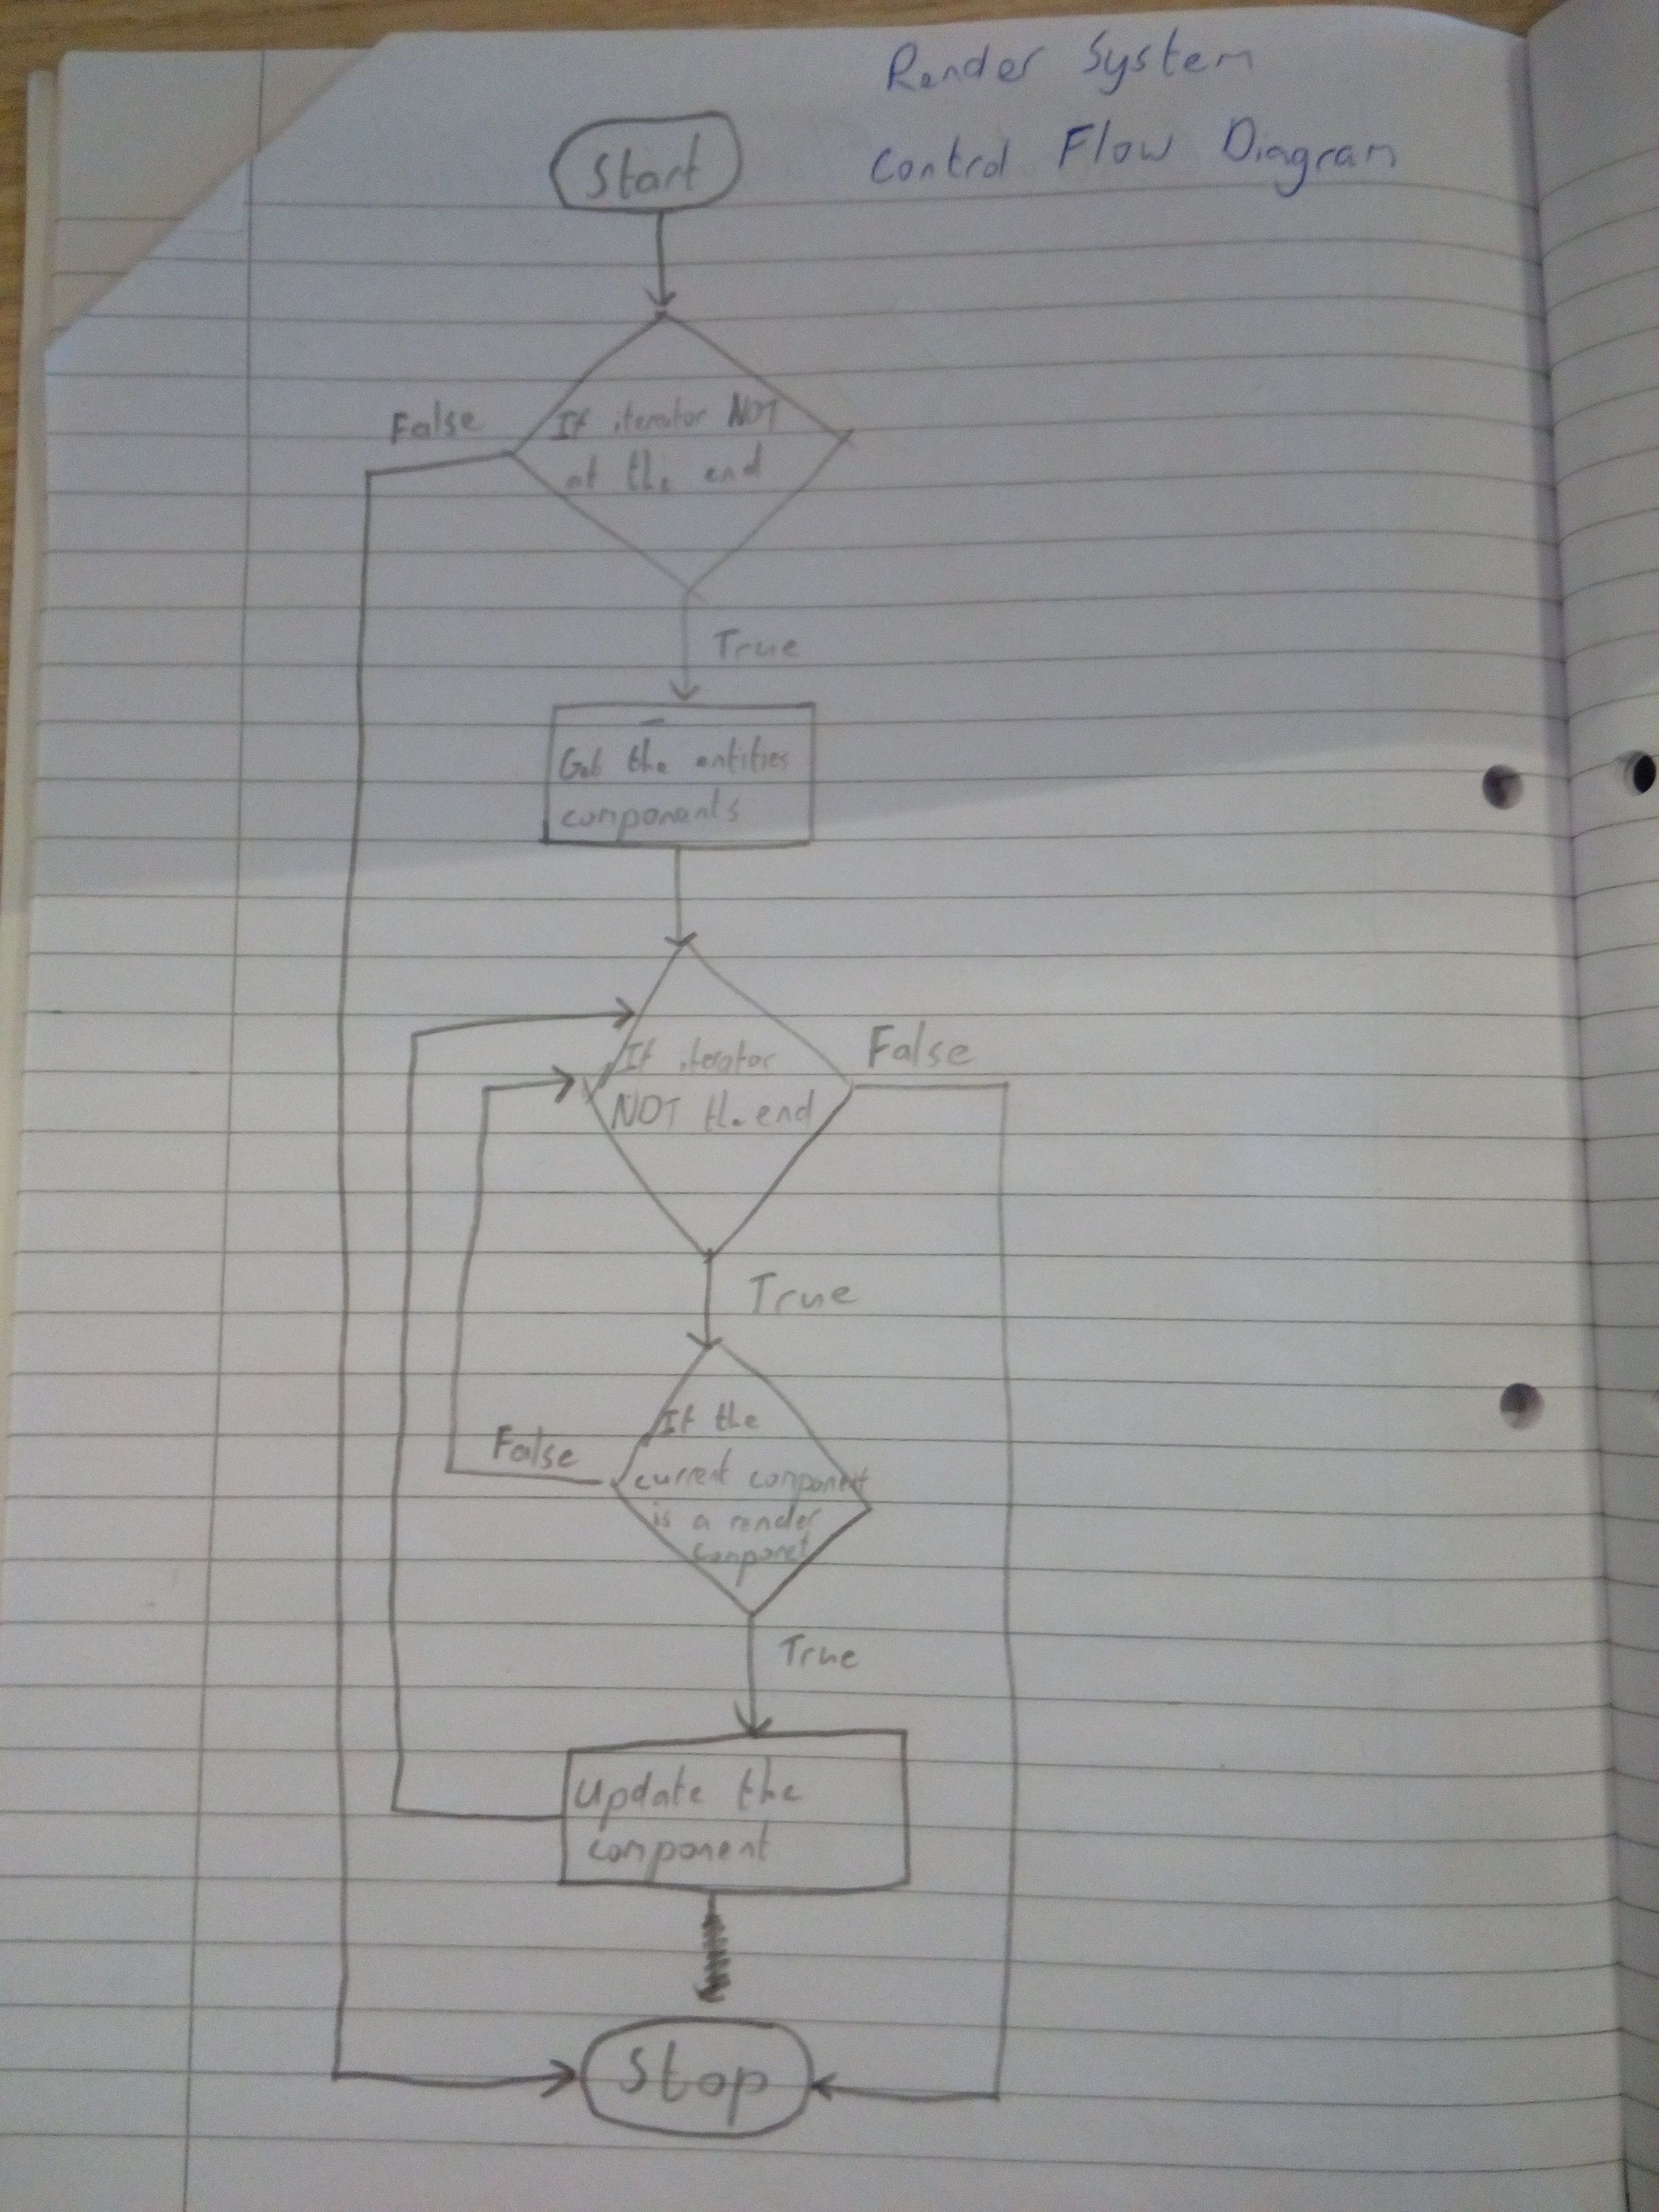 Render System
Control Flow Diagram
Start
If iterator NOT
at the end
False
True
Get the entities
components
If iterator
NOT the end
False
True
If the
current component
is a render
componet
False
True
Update the
component
Stop